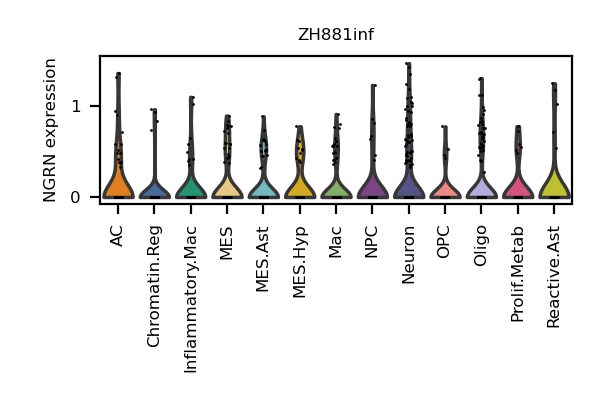 ZH881inf
NGRN expression
1
0
AC
Chromatin.Reg
Inflammatory.Mac
MES
MES.Ast
MES.Hyp
Mac
NPC
Neuron
OPC
Oligo
Prolif.Metab
Reactive.Ast